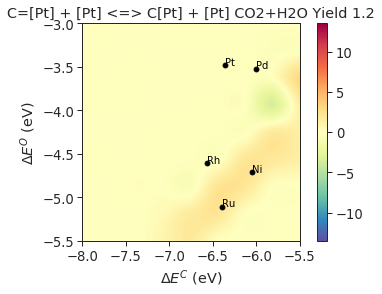 C=[Pt] + [Pt] <=> C[Pt] + [Pt] CO2+H2O Yield 1.2
−3.0
−3.5
−4.0
−4.5
−5.0
−5.5
ΔE^O (eV)
Pt
Pd
Rh
Ni
Ru
−8.0 −7.5 −7.0 −6.5 −6.0 −5.5
ΔE^C (eV)
10
5
0
−5
−10